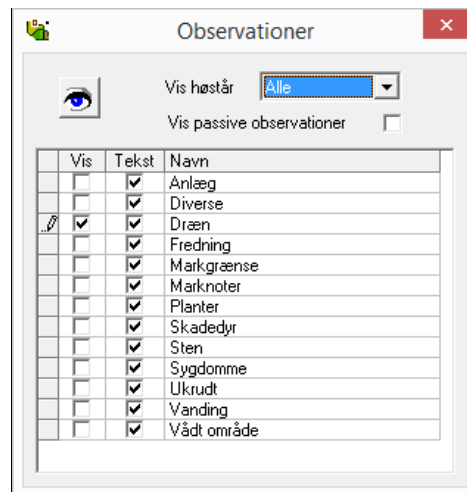 Observationer
Vis høstår Alle
Vis passive observationer
Vis Tekst Navn
Anlæg
Diverse
Dræn
Fredning
Markgrænse
Marknoter
Planter
Skadedyr
Sten
Sygdomme
Ukrudt
Vanding
Vådt område